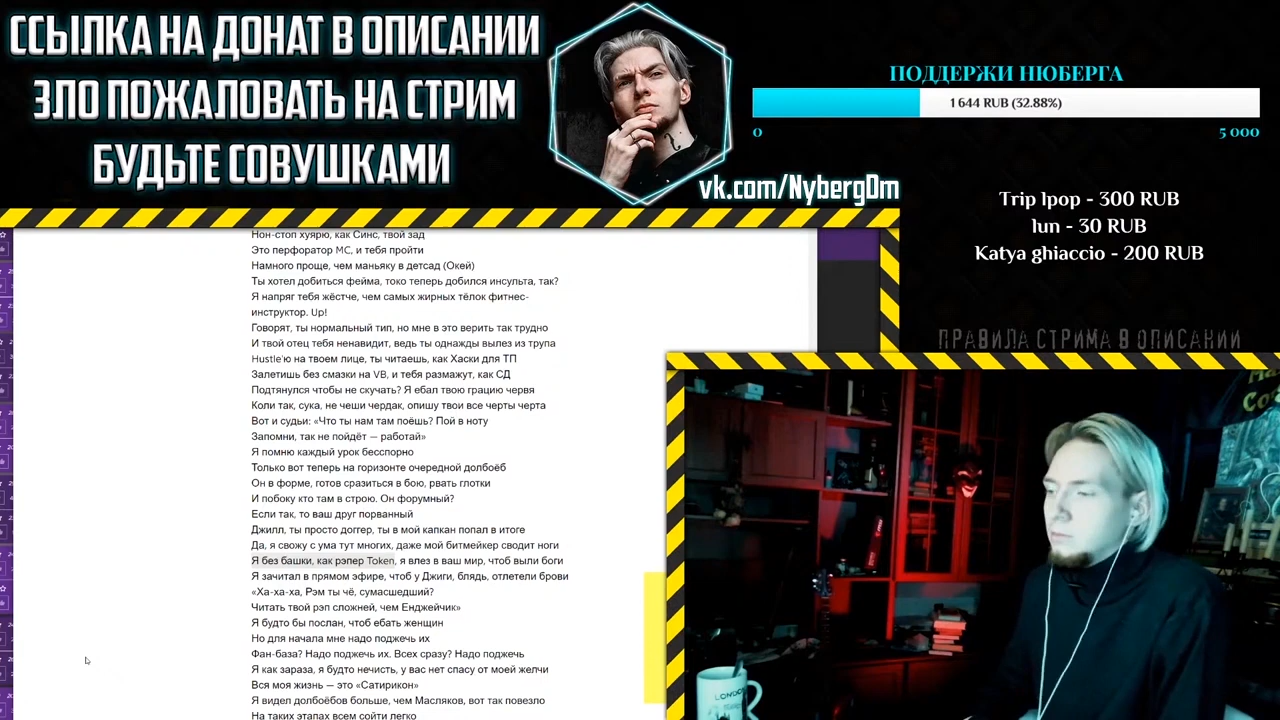 ССЫЛКА НА ДОНАТ В ОПИСАНИИ
ЗЛО ПОЖАЛОВАТЬ НА СТРИМ
БУДЬТЕ СОВУШКАМИ
vk.com/NybergDm
ПОДДЕРЖИ НЮБЕРГА
1 644 RUB (32.88%)
0
5 000
Trip lpop - 300 RUB
lun - 30 RUB
Katya ghiaccio - 200 RUB
ПРАВИЛА СТРИМА В ОПИСАНИИ
Нон-стоп хуярю, как Синс, твой зад
Это перфоратор МС, и тебя пройти
Намного проще, чем маньяку в детсад (Окей)
Ты хотел добиться фейма, токо теперь добился инсульта, так?
Я напряг тебя жёстче, чем самых жирных тёлок фитнес-
инструктор. Up!
Говорят, ты нормальный тип, но мне в это верить так трудно
И твой отец тебя ненавидит, ведь ты однажды вылез из трупа
Hustle'ю на твоем лице, ты читаешь, как Хаски для ТП
Залетишь без смазки на VB, и тебя размажут, как СД
Подтянулся чтобы не скучать? Я ебал твою грацию червя
Коли так, сука, не чеши чердак, опишу твои все черты черта
Вот и судьи: «Что ты нам там поёшь? Пой в ноту
Запомни, так не пойдёт — работай»
Я помню каждый урок бесспорно
Только вот теперь на горизонте очередной долбоёб
Он в форме, готов сразиться в бою, рвать глотки
И побоку кто там в строю. Он форумный?
Если так, то ваш друг порванный
Джилл, ты просто доггер, ты в мой капкан попал в итоге
Да, я свожу с ума тут многих, даже мой битмейкер сводит ноги
Я без башки, как рэпер Token, я влез в ваш мир, чтоб выли боги
Я зачитал в прямом эфире, чтоб у Джиги, блядь, отлетели брови
«Ха-ха-ха, Рэм ты чё, сумасшедший?
Читать твой рэп сложней, чем Енджейчик»
Я будто бы послан, чтоб ебать женщин
Но для начала мне надо поджечь их
Фан-база? Надо поджечь их. Всех сразу? Надо поджечь
Я как зараза, я будто нечисть, у вас нет спасу от моей желчи
Вся моя жизнь — это «Сатирикон»
Я видел долбоёбов больше, чем Масляков, вот так повезло
На таких этапах всем сойти легко
LONDON